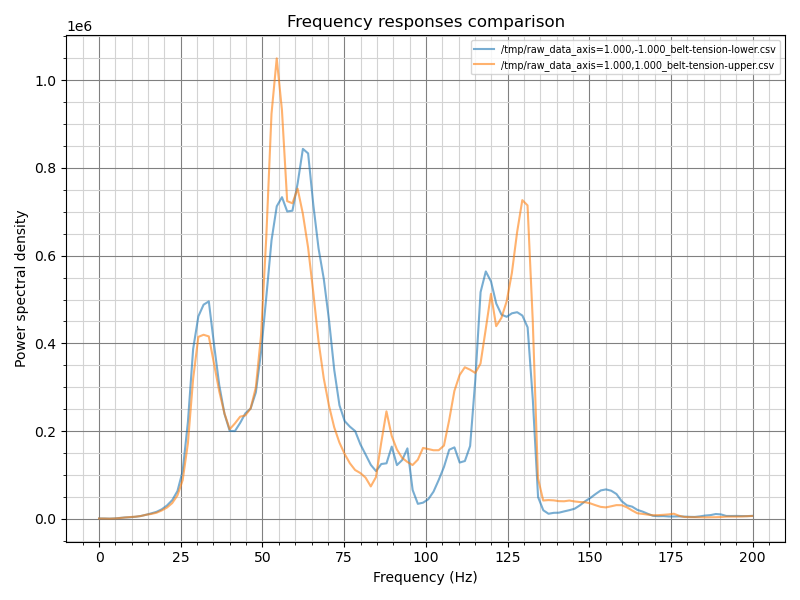 Frequency responses comparison
1e6
/tmp/raw_data_axis=1.000,-1.000_belt-tension-lower.csv
/tmp/raw_data_axis=1.000,1.000_belt-tension-upper.csv
1.0
0.8
0.6
0.4
0.2
0.0
Power spectral density
0 25 50 75 100 125 150 175 200
Frequency (Hz)